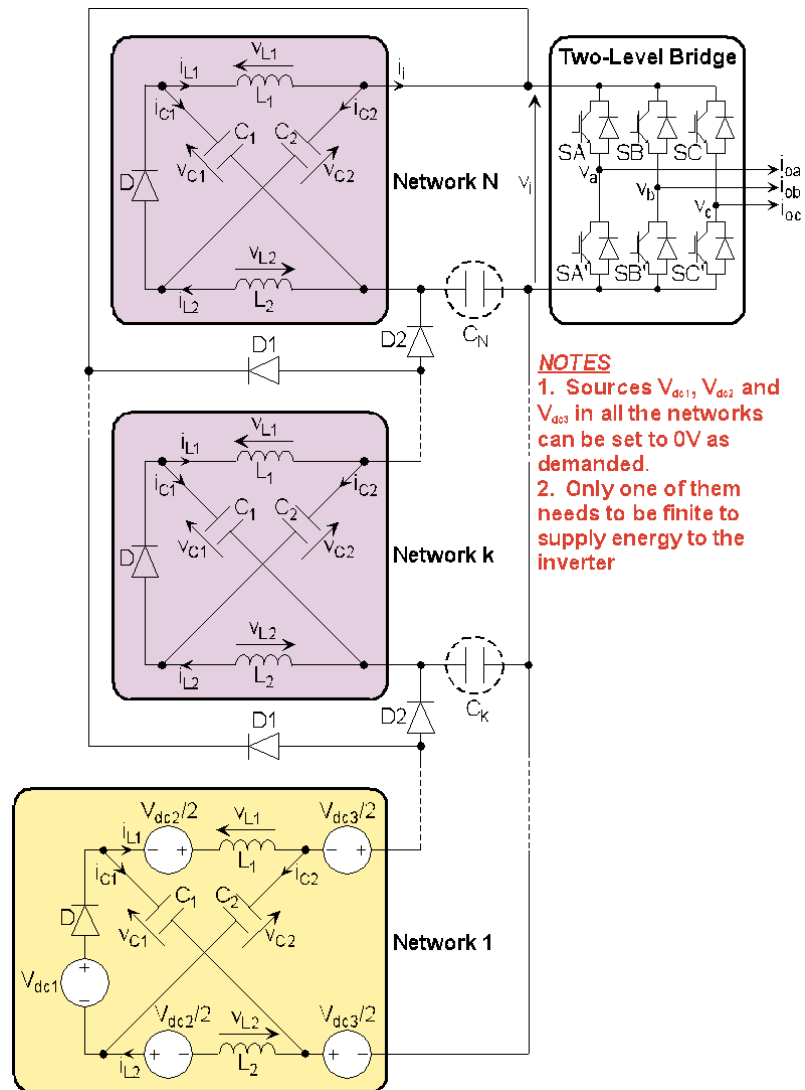 Two-Level Bridge
vL1
iL1
L1
ii
iC1
iC2
C1
C2
vC1
vC2
D
Network N
vL2
iL2
L2
vi
SA
SB
SC
va
vb
vc
ioa
iob
ioc
SA'
SB'
SC'
CN
D1
D2
NOTES
1. Sources Vdc1, Vdc2 and
Vdc3 in all the networks
can be set to 0V as
demanded.
2. Only one of them
needs to be finite to
supply energy to the
inverter
vL1
iL1
L1
iC1
iC2
C1
C2
vC1
vC2
D
Network k
vL2
iL2
L2
Ck
D1
D2
Vdc2/2
vL1
Vdc3/2
iL1
- +
L1
- +
iC1
iC2
C1
C2
D
vC1
vC2
Network 1
+
Vdc1
-
Vdc2/2
vL2
Vdc3/2
+ -
+ -
iL2
L2